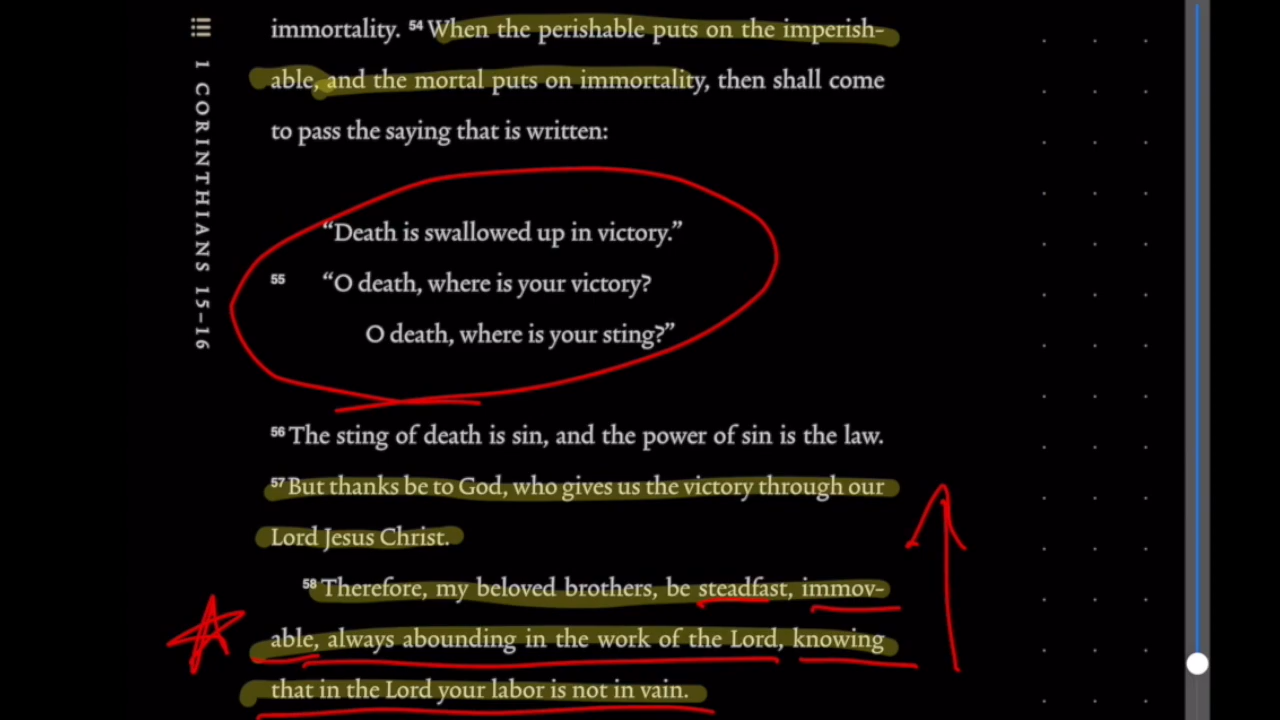 1 CORINTHIANS 15–16
immortality. 54 When the perishable puts on the imperish-
able, and the mortal puts on immortality, then shall come
to pass the saying that is written:
“Death is swallowed up in victory.”
55 “O death, where is your victory?
O death, where is your sting?”
56 The sting of death is sin, and the power of sin is the law.
57 But thanks be to God, who gives us the victory through our
Lord Jesus Christ.
58 Therefore, my beloved brothers, be steadfast, immov-
able, always abounding in the work of the Lord, knowing
that in the Lord your labor is not in vain.